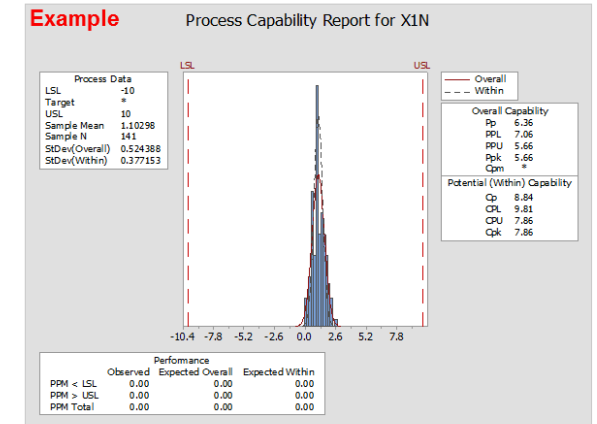 Example
Process Capability Report for X1N
LSL USL
Process Data
LSL -10
Target *
USL 10
Sample Mean 1.10298
Sample N 141
StDev(Overall) 0.524388
StDev(Within) 0.377153
Overall
Within
Overall Capability
Pp 6.36
PPL 7.06
PPU 5.66
Ppk 5.66
Cpm *
Potential (Within) Capability
Cp 8.84
CPL 9.81
CPU 7.86
Cpk 7.86
-10.4 -7.8 -5.2 -2.6 0.0 2.6 5.2 7.8
Performance
Observed Expected Overall Expected Within
PPM < LSL 0.00 0.00 0.00
PPM > USL 0.00 0.00 0.00
PPM Total 0.00 0.00 0.00